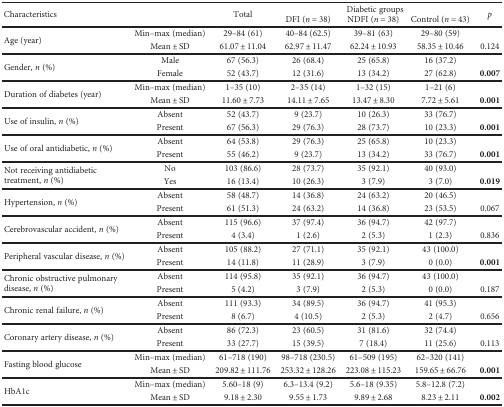 Characteristics Total Diabetic groups p
DFI (n = 38) NDFI (n = 38) Control (n = 43)
Age (year) Min–max (median) 29–84 (61) 40–84 (62.5) 39–81 (63) 29–80 (59)
Mean ± SD 61.07 ± 11.04 62.97 ± 11.47 62.24 ± 10.93 58.35 ± 10.46 0.124
Gender, n (%) Male 67 (56.3) 26 (68.4) 25 (65.8) 16 (37.2)
Female 52 (43.7) 12 (31.6) 13 (34.2) 27 (62.8) 0.007
Duration of diabetes (year) Min–max (median) 1–35 (10) 2–35 (14) 1–32 (15) 1–21 (6)
Mean ± SD 11.60 ± 7.73 14.11 ± 7.65 13.47 ± 8.30 7.72 ± 5.61 0.001
Use of insulin, n (%) Absent 52 (43.7) 9 (23.7) 10 (26.3) 33 (76.7)
Present 67 (56.3) 29 (76.3) 28 (73.7) 10 (23.3) 0.001
Use of oral antidiabetic, n (%) Absent 64 (53.8) 29 (76.3) 25 (65.8) 10 (23.3)
Present 55 (46.2) 9 (23.7) 13 (34.2) 33 (76.7) 0.001
Not receiving antidiabetic No 103 (86.6) 28 (73.7) 35 (92.1) 40 (93.0)
treatment, n (%) Yes 16 (13.4) 10 (26.3) 3 (7.9) 3 (7.0) 0.019
Hypertension, n (%) Absent 58 (48.7) 14 (36.8) 24 (63.2) 20 (46.5)
Present 61 (51.3) 24 (63.2) 14 (36.8) 23 (53.5) 0.067
Cerebrovascular accident, n (%) Absent 115 (96.6) 37 (97.4) 36 (94.7) 42 (97.7)
Present 4 (3.4) 1 (2.6) 2 (5.3) 1 (2.3) 0.836
Peripheral vascular disease, n (%) Absent 105 (88.2) 27 (71.1) 35 (92.1) 43 (100.0)
Present 14 (11.8) 11 (28.9) 3 (7.9) 0 (0.0) 0.001
Chronic obstructive pulmonary Absent 114 (95.8) 35 (92.1) 36 (94.7) 43 (100.0)
disease, n (%) Present 5 (4.2) 3 (7.9) 2 (5.3) 0 (0.0) 0.187
Chronic renal failure, n (%) Absent 111 (93.3) 34 (89.5) 36 (94.7) 41 (95.3)
Present 8 (6.7) 4 (10.5) 2 (5.3) 2 (4.7) 0.656
Coronary artery disease, n (%) Absent 86 (72.3) 23 (60.5) 31 (81.6) 32 (74.4)
Present 33 (27.7) 15 (39.5) 7 (18.4) 11 (25.6) 0.113
Fasting blood glucose Min–max (median) 61–718 (190) 98–718 (230.5) 61–509 (195) 62–320 (141)
Mean ± SD 209.82 ± 111.76 253.32 ± 128.26 223.08 ± 115.23 159.65 ± 66.76 0.001
HbA1c Min–max (median) 5.60–18 (9) 6.3–13.4 (9.2) 5.6–18 (9.35) 5.8–12.8 (7.2)
Mean ± SD 9.18 ± 2.30 9.55 ± 1.73 9.89 ± 2.68 8.23 ± 2.11 0.002